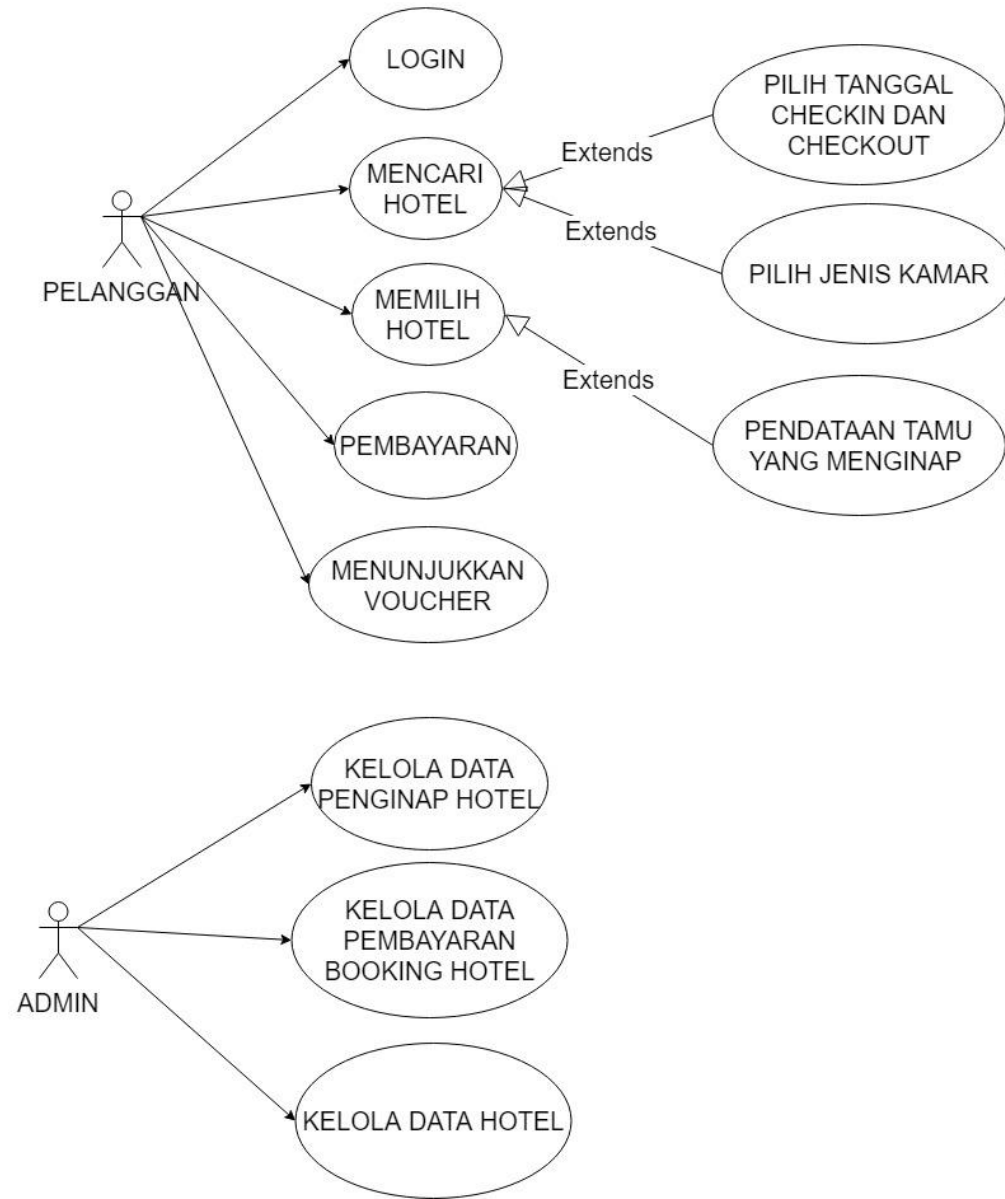 LOGIN
PILIH TANGGAL
CHECKIN DAN
CHECKOUT
Extends
MENCARI
HOTEL
Extends
PILIH JENIS KAMAR
PELANGGAN
MEMILIH
HOTEL
Extends
PENDATAAN TAMU
YANG MENGINAP
PEMBAYARAN
MENUNJUKKAN
VOUCHER
KELOLA DATA
PENGINAP HOTEL
KELOLA DATA
PEMBAYARAN
BOOKING HOTEL
ADMIN
KELOLA DATA HOTEL